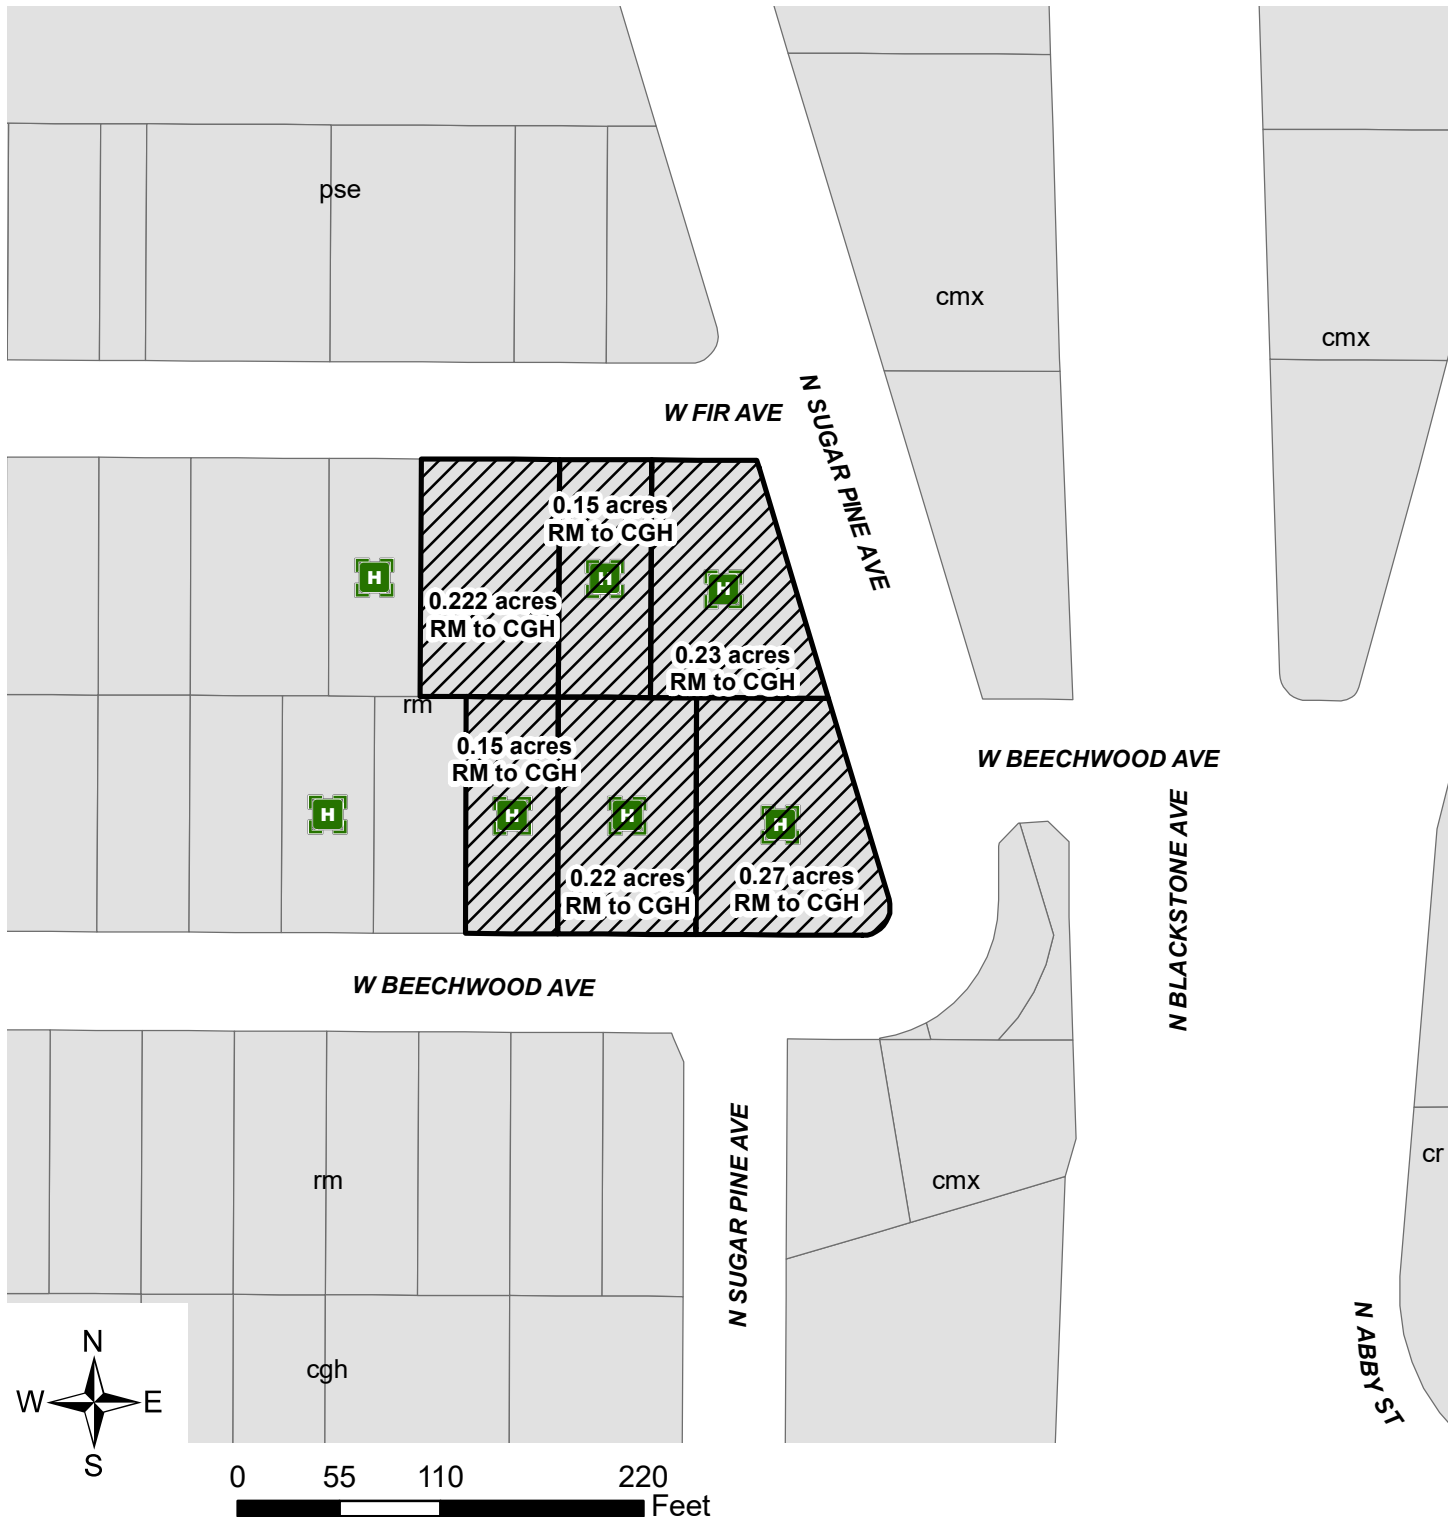 pse
cmx
cmx
W FIR AVE
N SUGAR PINE AVE
0.15 acres
RM to CGH
H
H
H
0.222 acres
RM to CGH
0.23 acres
RM to CGH
rm
0.15 acres
RM to CGH
W BEECHWOOD AVE
H
H
H
H
0.22 acres
RM to CGH
0.27 acres
RM to CGH
N BLACKSTONE AVE
W BEECHWOOD AVE
rm
N SUGAR PINE AVE
cmx
cr
cgh
N ABBY ST
N
W E
S
0 55 110 220
Feet